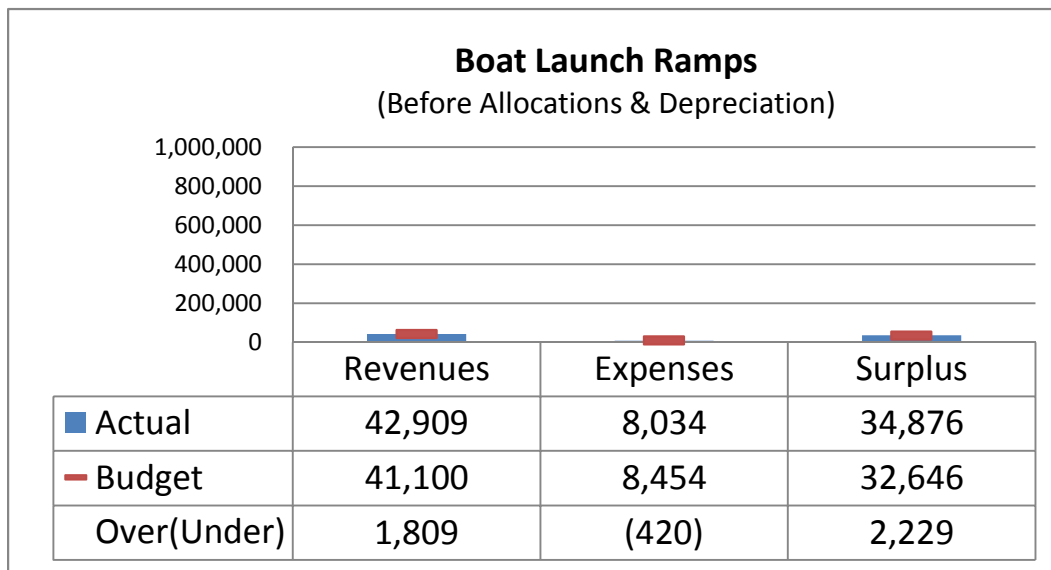 Boat Launch Ramps
(Before Allocations & Depreciation)
1,000,000
800,000
600,000
400,000
200,000
0
Revenues Expenses Surplus
Actual 42,909 8,034 34,876
Budget 41,100 8,454 32,646
Over(Under) 1,809 (420) 2,229